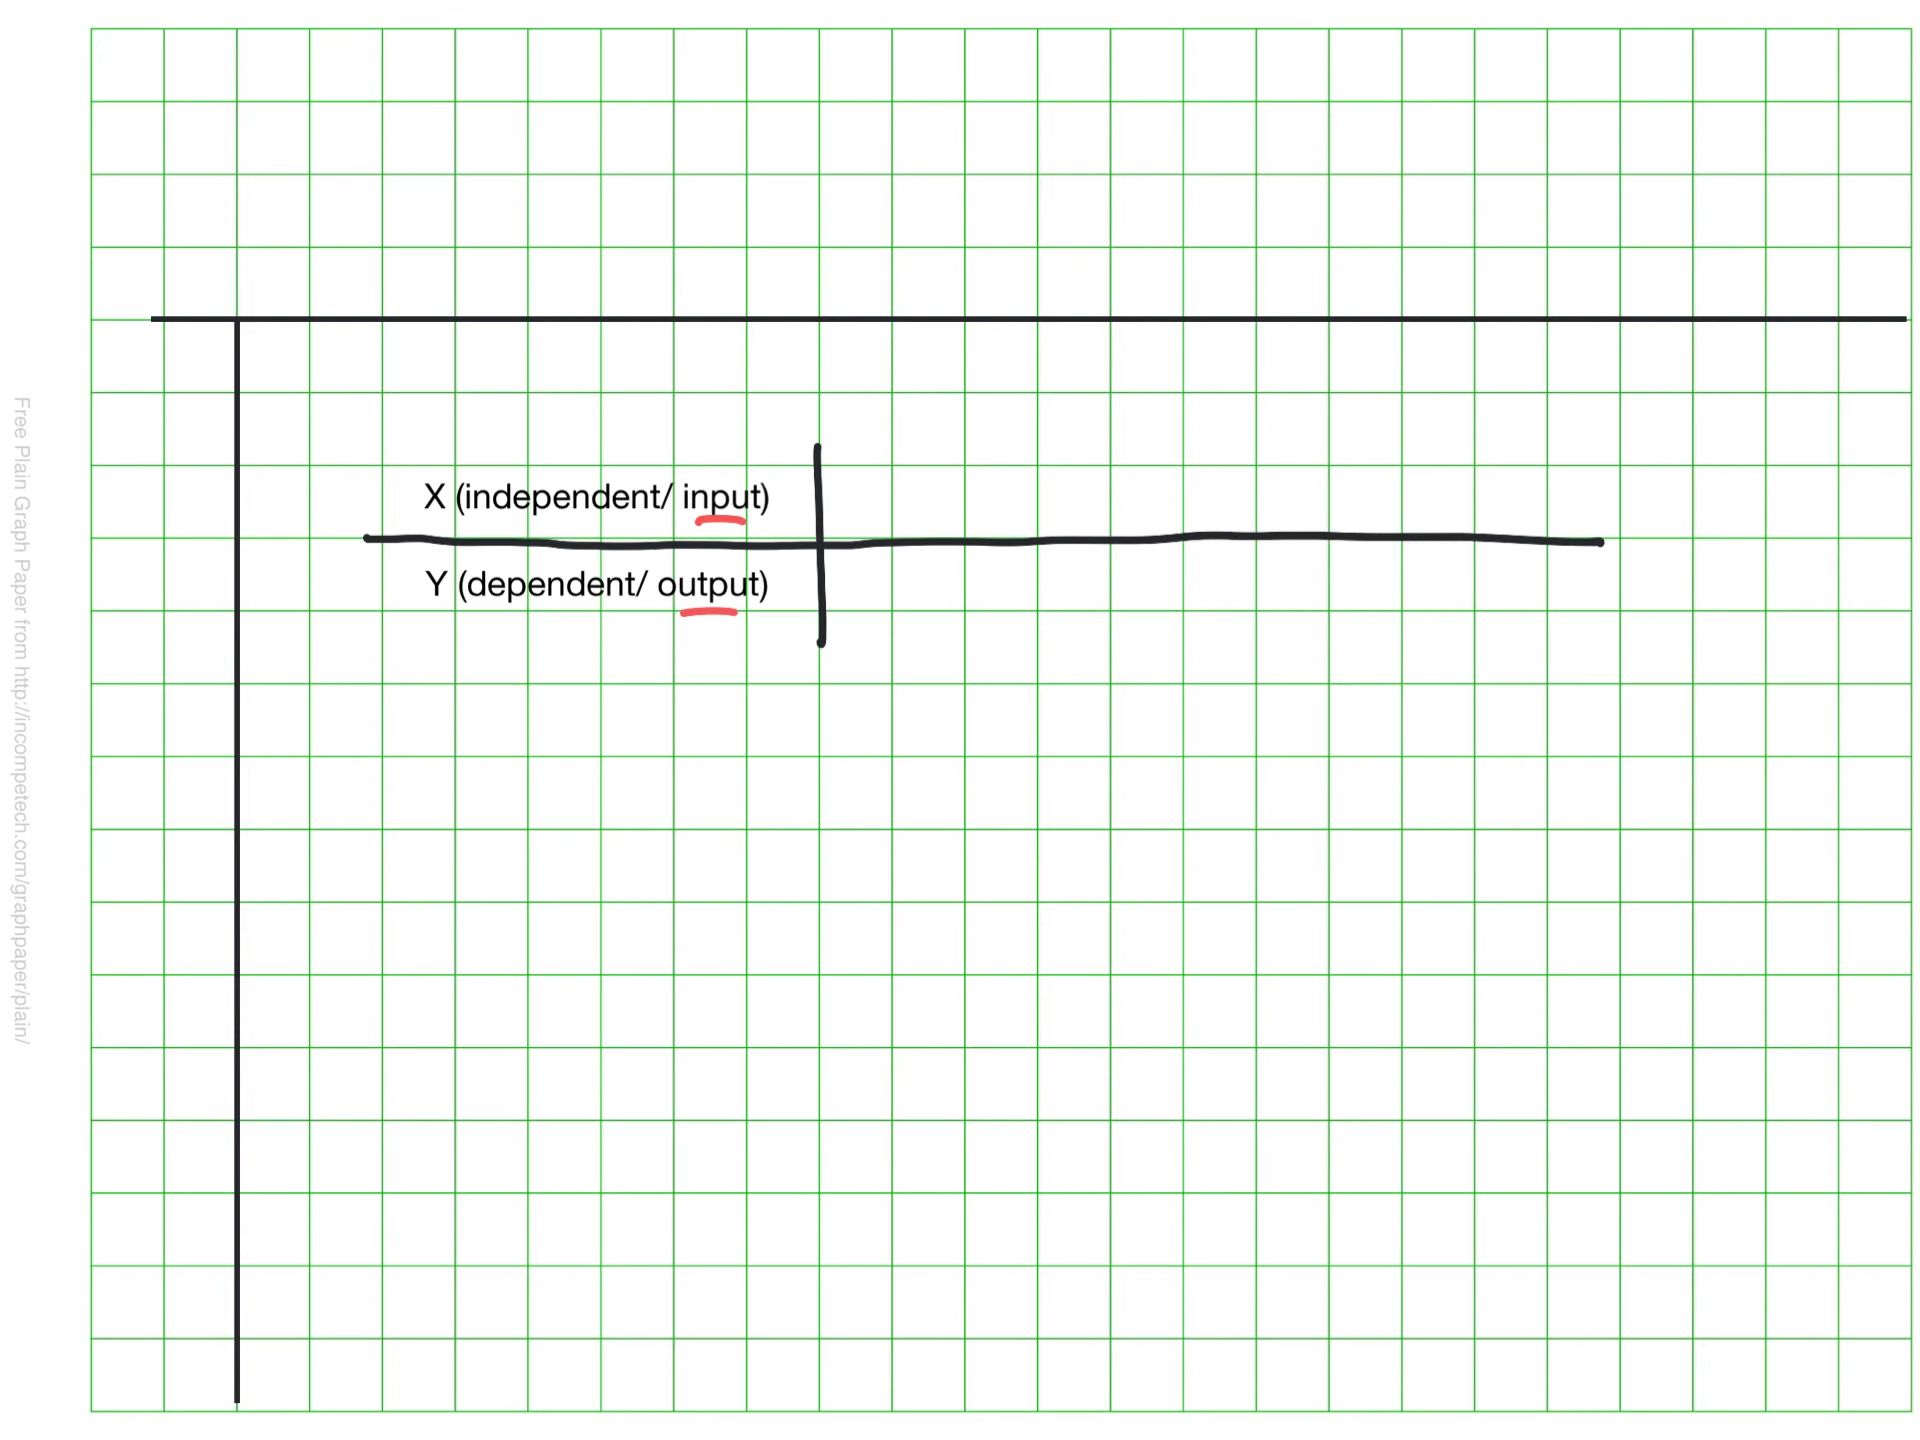 X (independent/ input)
Y (dependent/ output)
Free Plain Graph Paper from http://incompetech.com/graphpaper/plain/